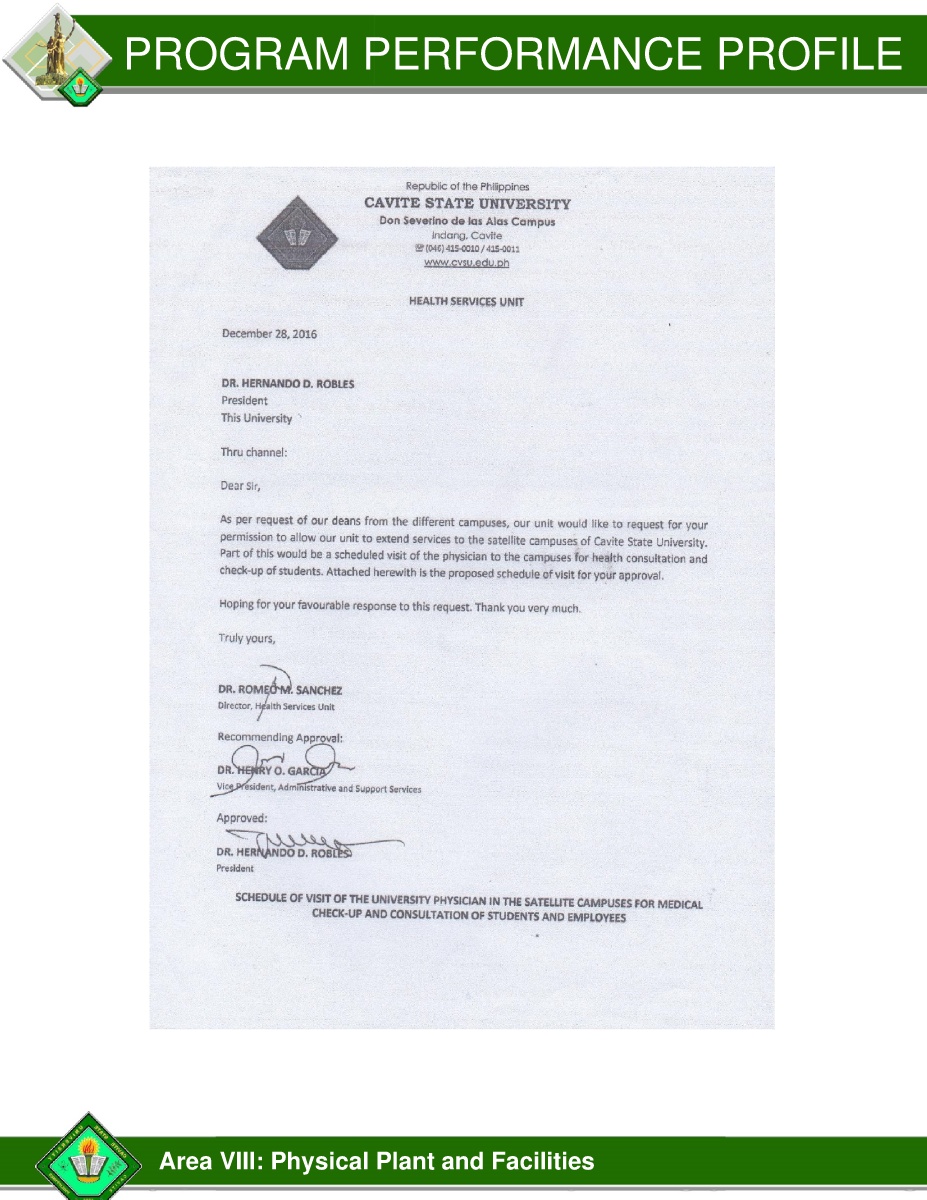 PROGRAM PERFORMANCE PROFILE
Republic of the Philippines
CAVITE STATE UNIVERSITY
Don Severino de las Alas Campus
Indang, Cavite
☏ (046) 415-0010 / 415-0011
www.cvsu.edu.ph
HEALTH SERVICES UNIT
December 28, 2016
DR. HERNANDO D. ROBLES
President
This University
Thru channel:
Dear Sir,
As per request of our deans from the different campuses, our unit would like to request for your
permission to allow our unit to extend services to the satellite campuses of Cavite State University.
Part of this would be a scheduled visit of the physician to the campuses for health consultation and
check-up of students. Attached herewith is the proposed schedule of visit for your approval.
Hoping for your favourable response to this request. Thank you very much.
Truly yours,
DR. ROMEO M. SANCHEZ
Director, Health Services Unit
Recommending Approval:
DR. HENRY O. GARCIA
Vice President, Administrative and Support Services
Approved:
DR. HERNANDO D. ROBLES
President
SCHEDULE OF VISIT OF THE UNIVERSITY PHYSICIAN IN THE SATELLITE CAMPUSES FOR MEDICAL
CHECK-UP AND CONSULTATION OF STUDENTS AND EMPLOYEES
Area VIII: Physical Plant and Facilities